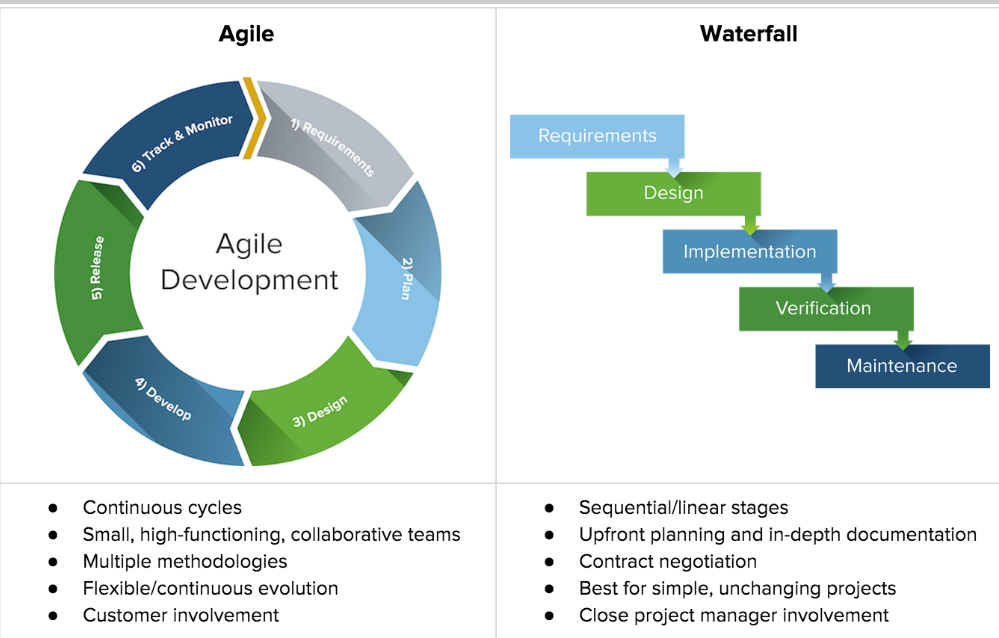 Agile
1) Requirements
2) Plan
3) Design
4) Develop
5) Release
6) Track & Monitor
Agile
Development
● Continuous cycles
● Small, high-functioning, collaborative teams
● Multiple methodologies
● Flexible/continuous evolution
● Customer involvement
Waterfall
Requirements
Design
Implementation
Verification
Maintenance
● Sequential/linear stages
● Upfront planning and in-depth documentation
● Contract negotiation
● Best for simple, unchanging projects
● Close project manager involvement